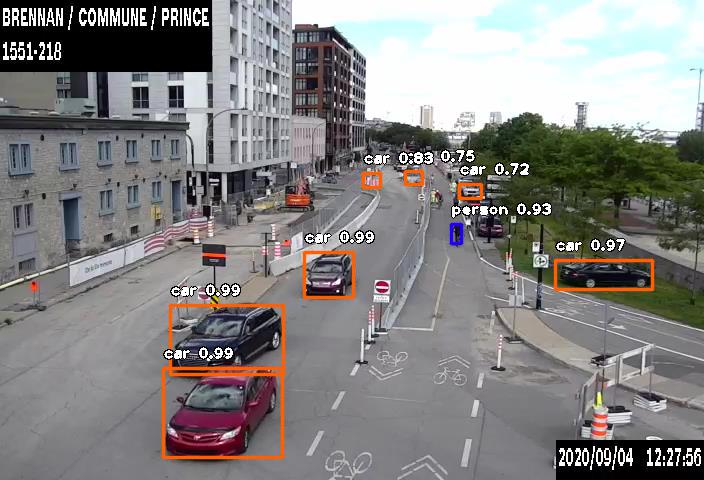 BRENNAN / COMMUNE / PRINCE
1551-218
car 0.83
0.75
car 0.72
person 0.93
car 0.99
car 0.97
car 0.99
car 0.99
2020/09/04 12:27:56